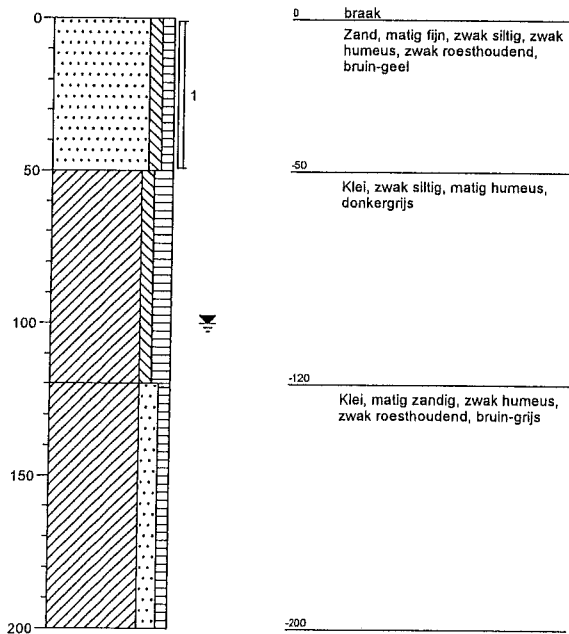 0
50
100
150
200
1
0 braak
Zand, matig fijn, zwak siltig, zwak
humeus, zwak roesthoudend,
bruin-geel
-50
Klei, zwak siltig, matig humeus,
donkergrijs
-120
Klei, matig zandig, zwak humeus,
zwak roesthoudend, bruin-grijs
-200